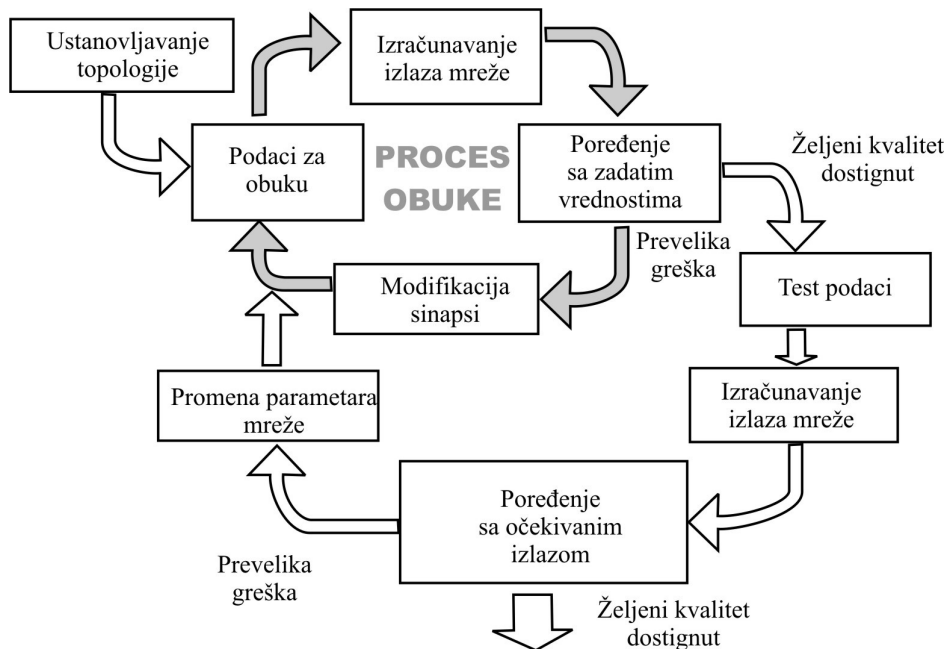 Ustanovljavanje
topologije
Izračunavanje
izlaza mreže
Podaci za
obuku
PROCES
OBUKE
Poređenje
sa zadatim
vrednostima
Željeni kvalitet
dostignut
Prevelika
greška
Modifikacija
sinapsi
Test podaci
Promena parametara
mreže
Izračunavanje
izlaza mreže
Poređenje
sa očekivanim
izlazom
Prevelika
greška
Željeni kvalitet
dostignut